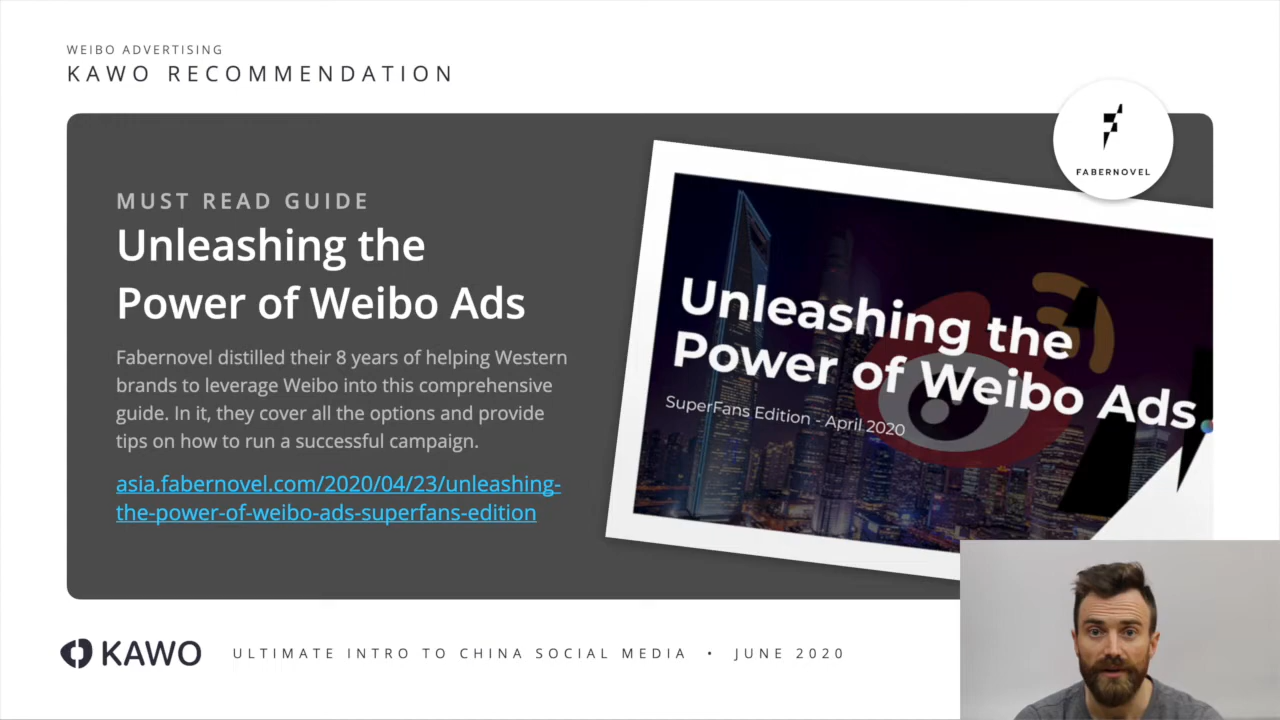 WEIBO ADVERTISING
KAWO RECOMMENDATION
FABERNOVEL
MUST READ GUIDE
Unleashing the
Power of Weibo Ads
Fabernovel distilled their 8 years of helping Western
brands to leverage Weibo into this comprehensive
guide. In it, they cover all the options and provide
tips on how to run a successful campaign.
asia.fabernovel.com/2020/04/23/unleashing-
the-power-of-weibo-ads-superfans-edition
Unleashing the
Power of Weibo Ads
SuperFans Edition - April 2020
KAWO
ULTIMATE INTRO TO CHINA SOCIAL MEDIA • JUNE 2020